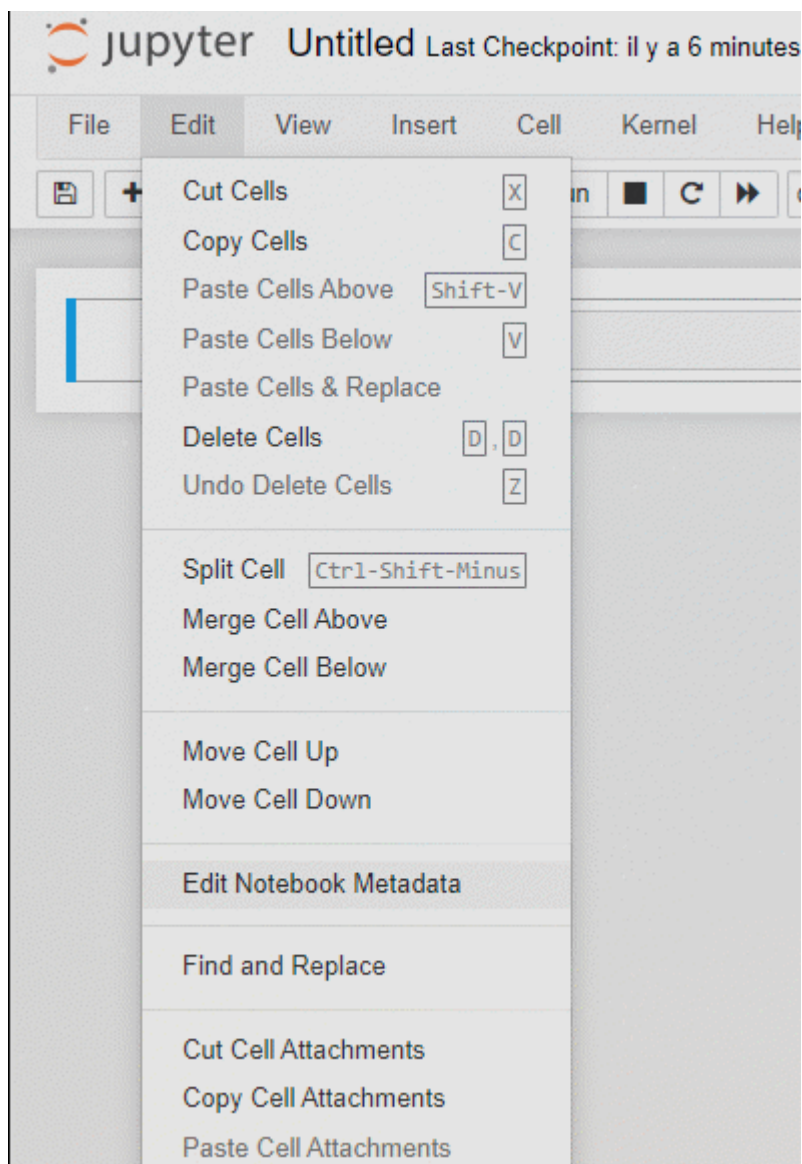 jupyter Untitled Last Checkpoint: il y a 6 minutes
File Edit View Insert Cell Kernel Help
Cut Cells X
Copy Cells C
Paste Cells Above Shift-V
Paste Cells Below V
Paste Cells & Replace
Delete Cells D,D
Undo Delete Cells Z
Split Cell Ctrl-Shift-Minus
Merge Cell Above
Merge Cell Below
Move Cell Up
Move Cell Down
Edit Notebook Metadata
Find and Replace
Cut Cell Attachments
Copy Cell Attachments
Paste Cell Attachments